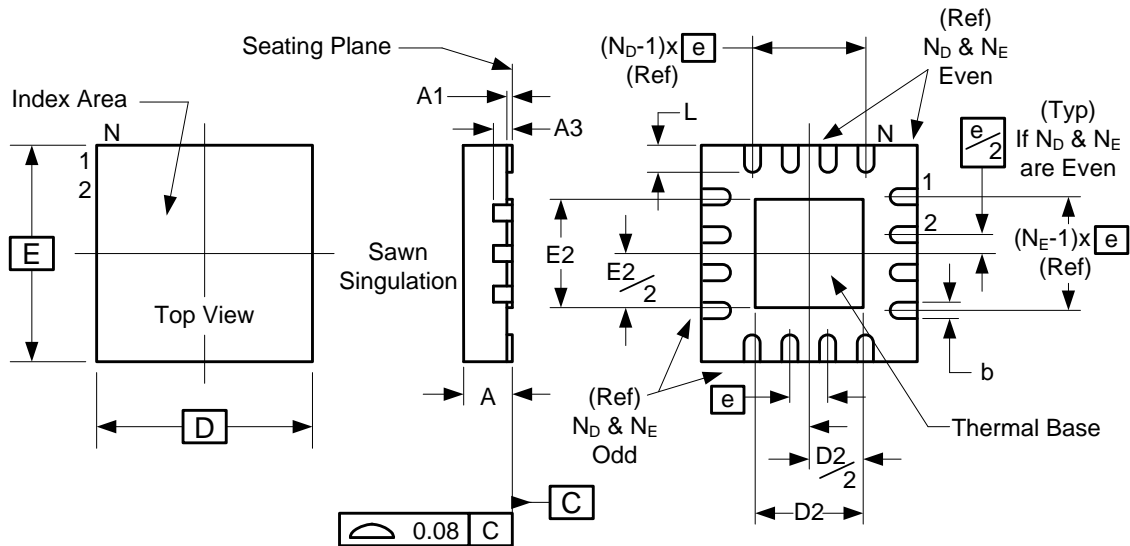 Seating Plane
Index Area
A1
A3
N
1
2
E
Top View
D
Sawn
Singulation
A
0.08 C
C
(N_D-1)x e
(Ref)
(Ref)
N_D & N_E
Even
L
N
e/2
(Typ)
If N_D & N_E
are Even
1
2
(N_E-1)x e
(Ref)
E2
E2/2
b
(Ref)
N_D & N_E
Odd
e
Thermal Base
D2/2
D2